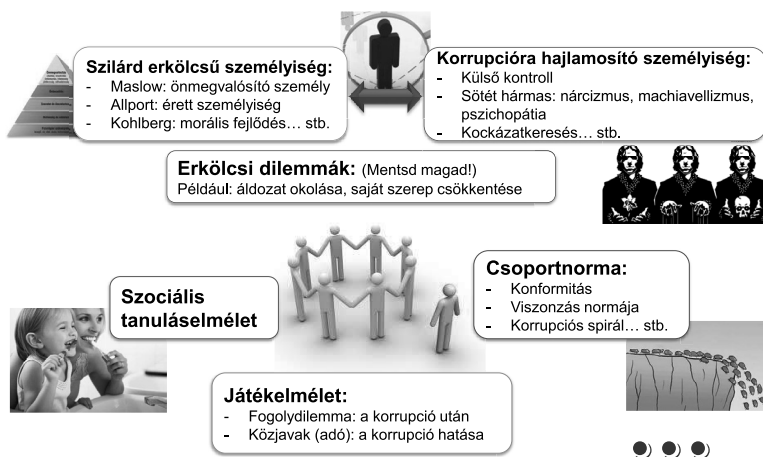 Szilárd erkölcsű személyiség:
- Maslow: önmegvalósító személy
- Allport: érett személyiség
- Kohlberg: morális fejlődés… stb.
Korrupcióra hajlamosító személyiség:
- Külső kontroll
- Sötét hármas: nárcizmus, machiavellizmus,
pszichopátia
- Kockázatkeresés… stb.
Erkölcsi dilemmák: (Mentsd magad!)
Például: áldozat okolása, saját szerep csökkentése
Szociális
tanuláselmélet
Csoportnorma:
- Konformitás
- Viszonzás normája
- Korrupciós spirál… stb.
Játékelmélet:
- Fogolydilemma: a korrupció után
- Közjavak (adó): a korrupció hatása